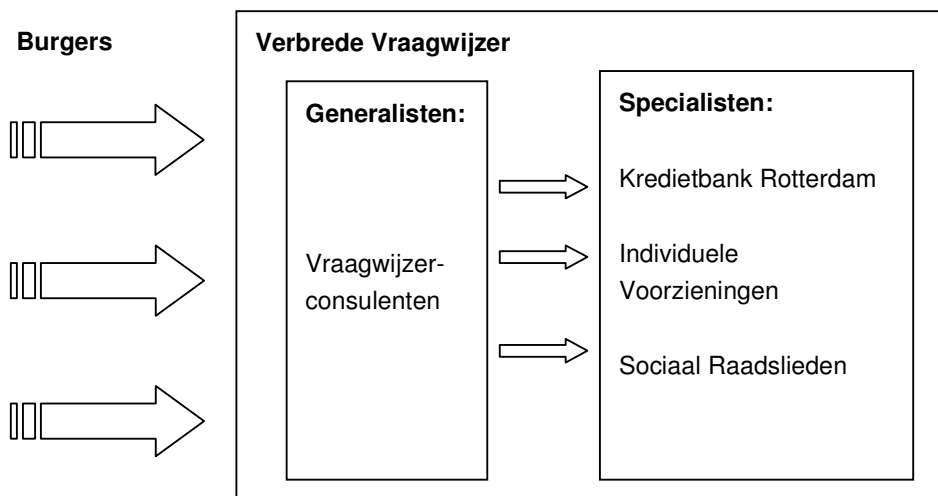 Burgers
Verbrede Vraagwijzer
Generalisten:
Vraagwijzer-
consulenten
Specialisten:
Kredietbank Rotterdam
Individuele
Voorzieningen
Sociaal Raadslieden